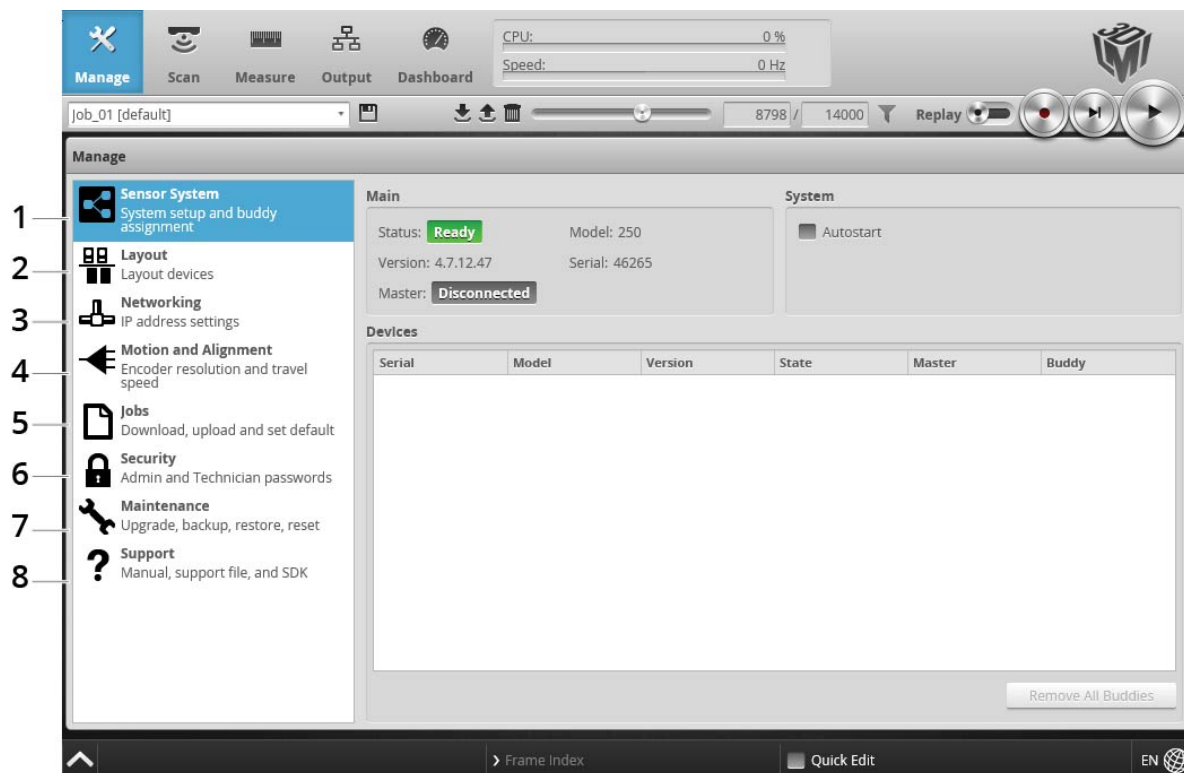 CPU: 0 %
Speed: 0 Hz
Manage Scan Measure Output Dashboard
Job_01 [default] 8798 / 14000 Replay
Manage
1 Sensor System
System setup and buddy
assignment
2 Layout
Layout devices
3 Networking
IP address settings
4 Motion and Alignment
Encoder resolution and travel
speed
5 Jobs
Download, upload and set default
6 Security
Admin and Technician passwords
7 Maintenance
Upgrade, backup, restore, reset
8 Support
Manual, support file, and SDK
Main
Status: Ready Model: 250
Version: 4.7.12.47 Serial: 46265
Master: Disconnected
System
Autostart
Devices
Serial Model Version State Master Buddy
Remove All Buddies
Frame Index Quick Edit EN